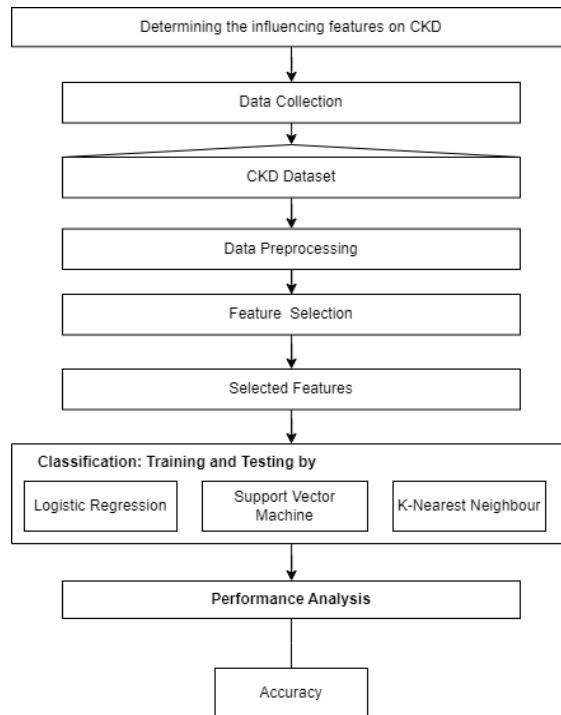 Determining the influencing features on CKD
Data Collection
CKD Dataset
Data Preprocessing
Feature Selection
Selected Features
Classification: Training and Testing by
Logistic Regression
Support Vector
Machine
K-Nearest Neighbour
Performance Analysis
Accuracy